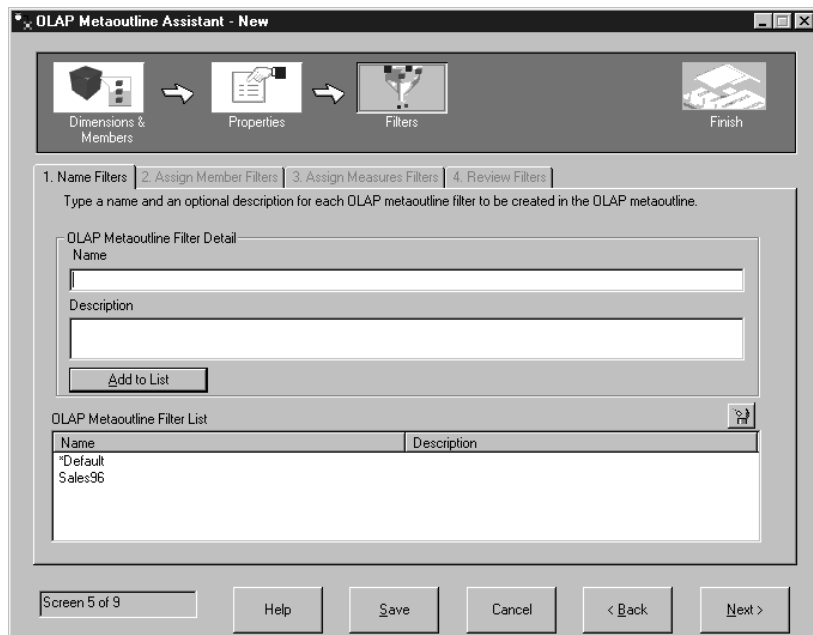 OLAP Metaoutline Assistant - New
Dimensions &
Members
Properties
Filters
Finish
1. Name Filters
2. Assign Member Filters
3. Assign Measures Filters
4. Review Filters
Type a name and an optional description for each OLAP metaoutline filter to be created in the OLAP metaoutline.
OLAP Metaoutline Filter Detail
Name
Description
Add to List
OLAP Metaoutline Filter List
Name Description
*Default
Sales96
Screen 5 of 9
Help
Save
Cancel
< Back
Next >